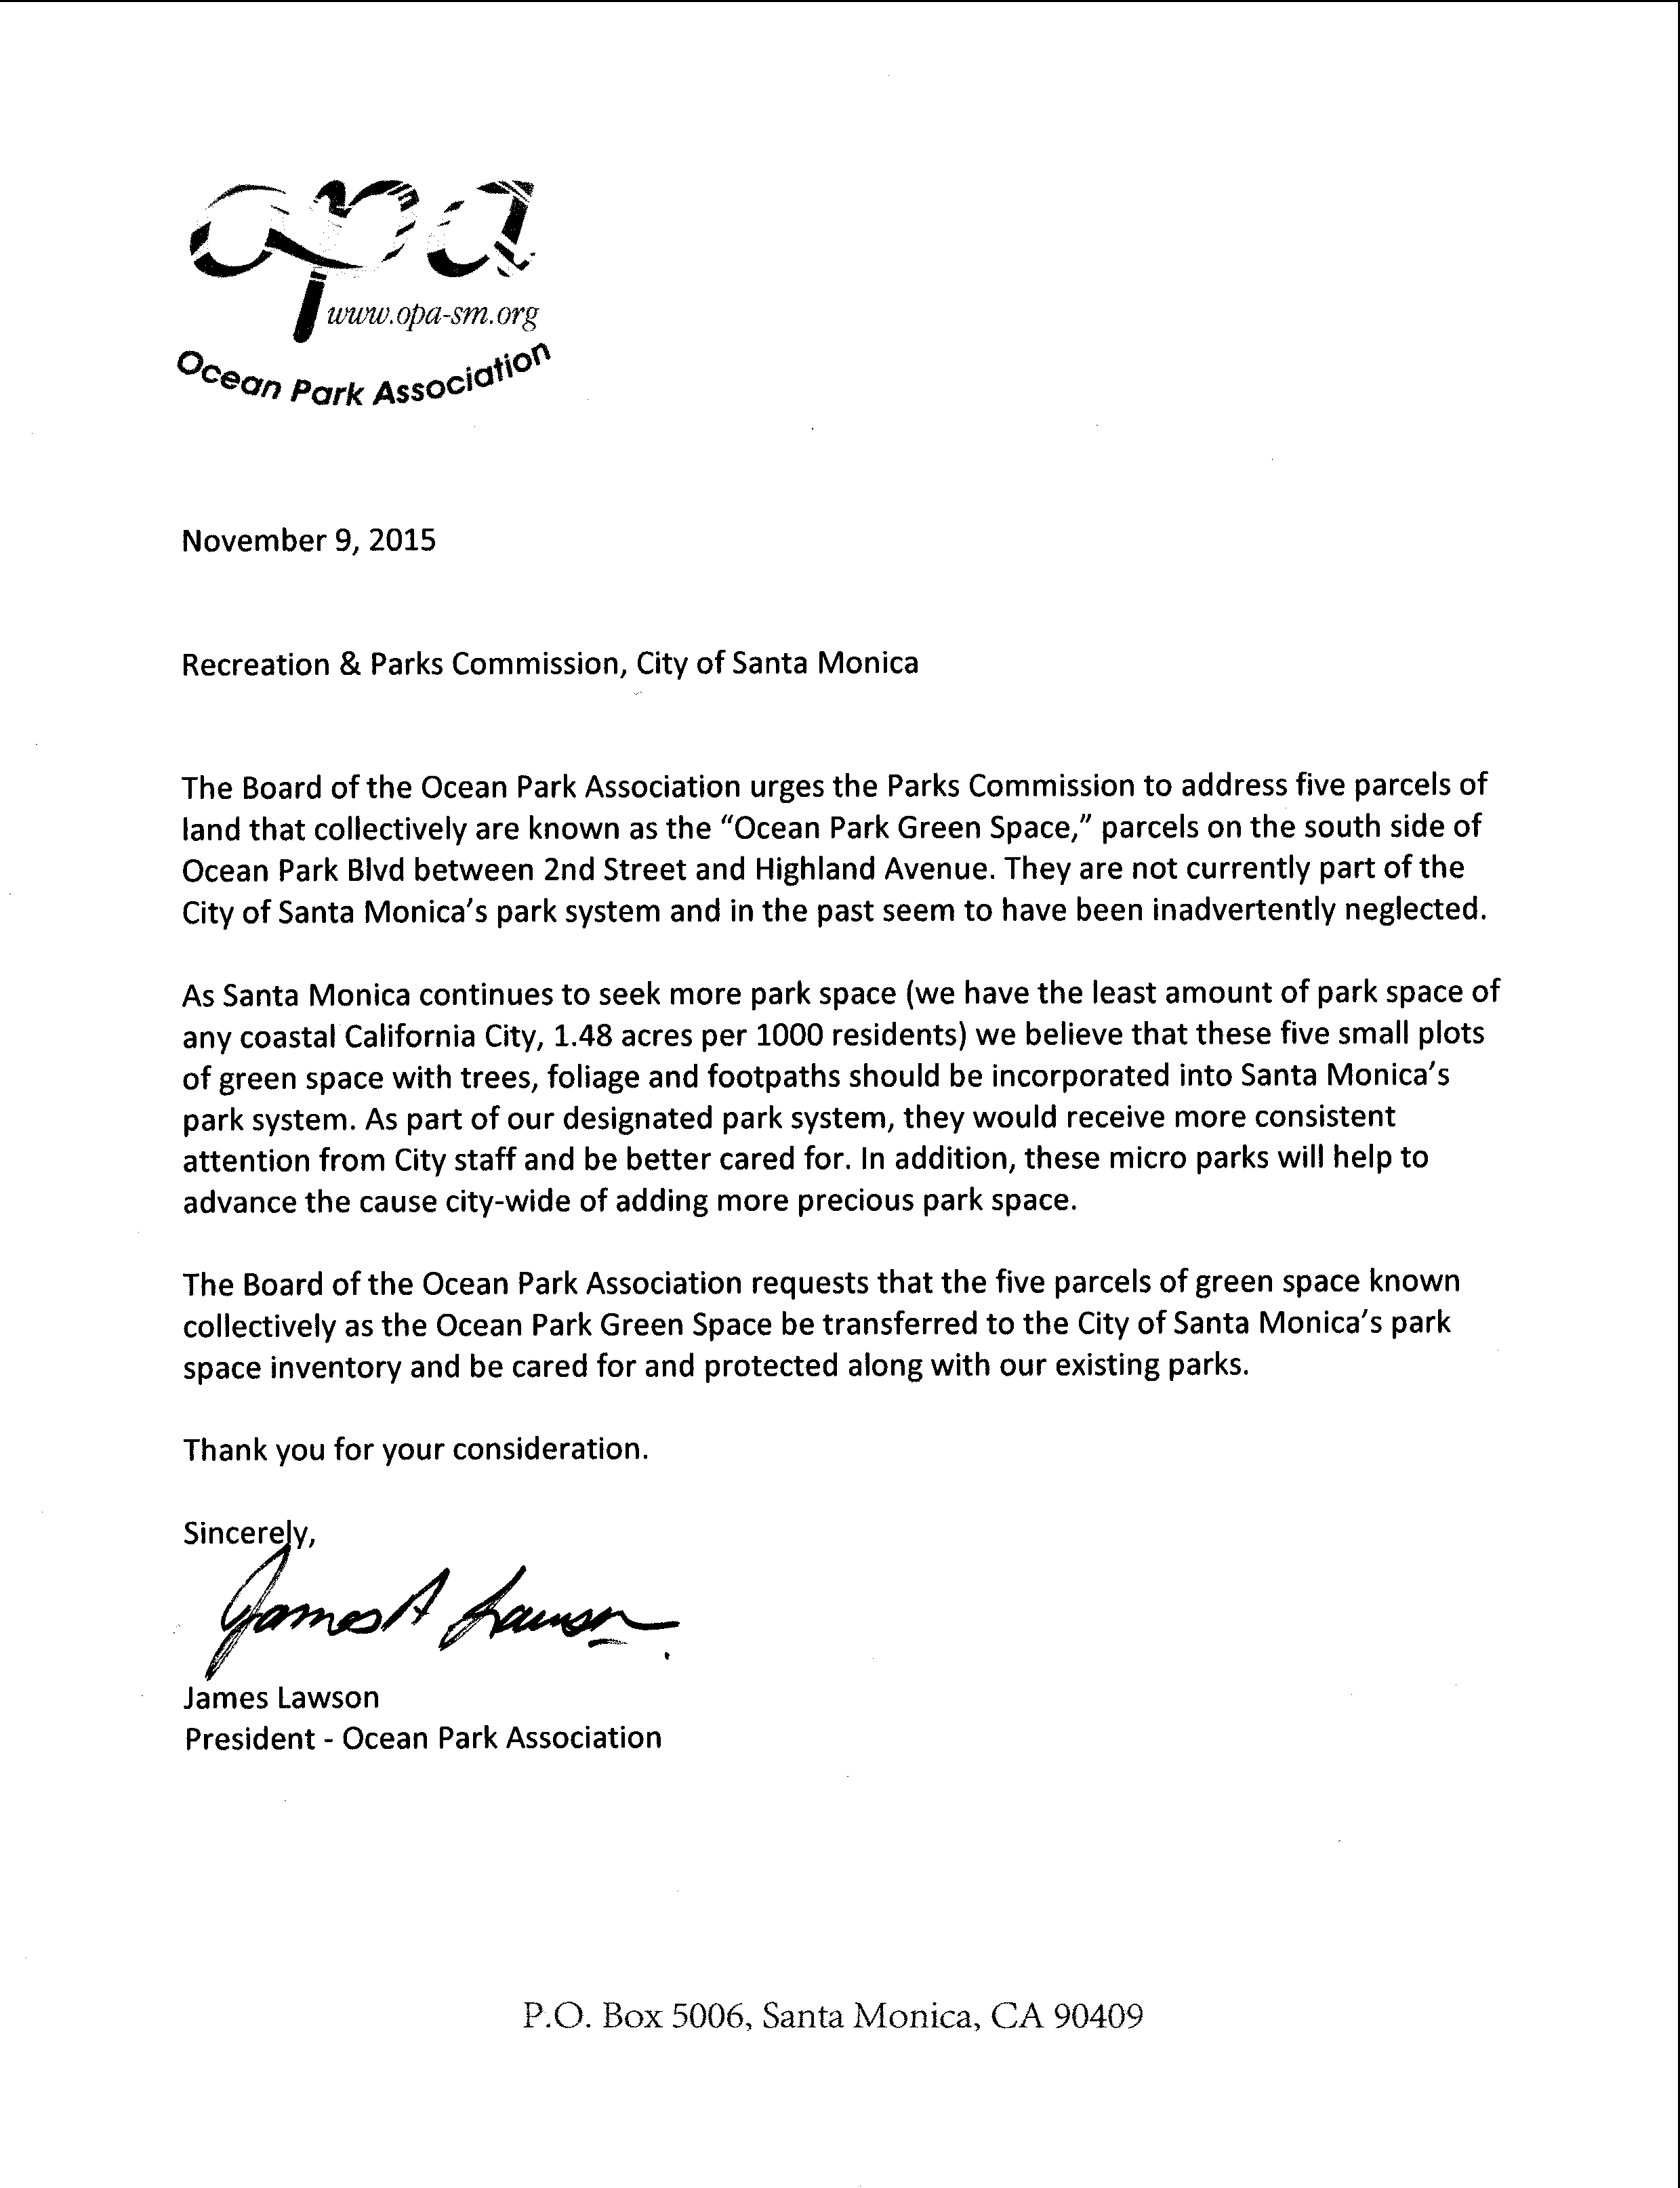 opa
www.opa-sm.org
Ocean Park Association
November 9, 2015
Recreation & Parks Commission, City of Santa Monica
The Board of the Ocean Park Association urges the Parks Commission to address five parcels of
land that collectively are known as the “Ocean Park Green Space,” parcels on the south side of
Ocean Park Blvd between 2nd Street and Highland Avenue. They are not currently part of the
City of Santa Monica’s park system and in the past seem to have been inadvertently neglected.
As Santa Monica continues to seek more park space (we have the least amount of park space of
any coastal California City, 1.48 acres per 1000 residents) we believe that these five small plots
of green space with trees, foliage and footpaths should be incorporated into Santa Monica’s
park system. As part of our designated park system, they would receive more consistent
attention from City staff and be better cared for. In addition, these micro parks will help to
advance the cause city-wide of adding more precious park space.
The Board of the Ocean Park Association requests that the five parcels of green space known
collectively as the Ocean Park Green Space be transferred to the City of Santa Monica’s park
space inventory and be cared for and protected along with our existing parks.
Thank you for your consideration.
Sincerely,
James A Lawson
James Lawson
President - Ocean Park Association
P.O. Box 5006, Santa Monica, CA 90409